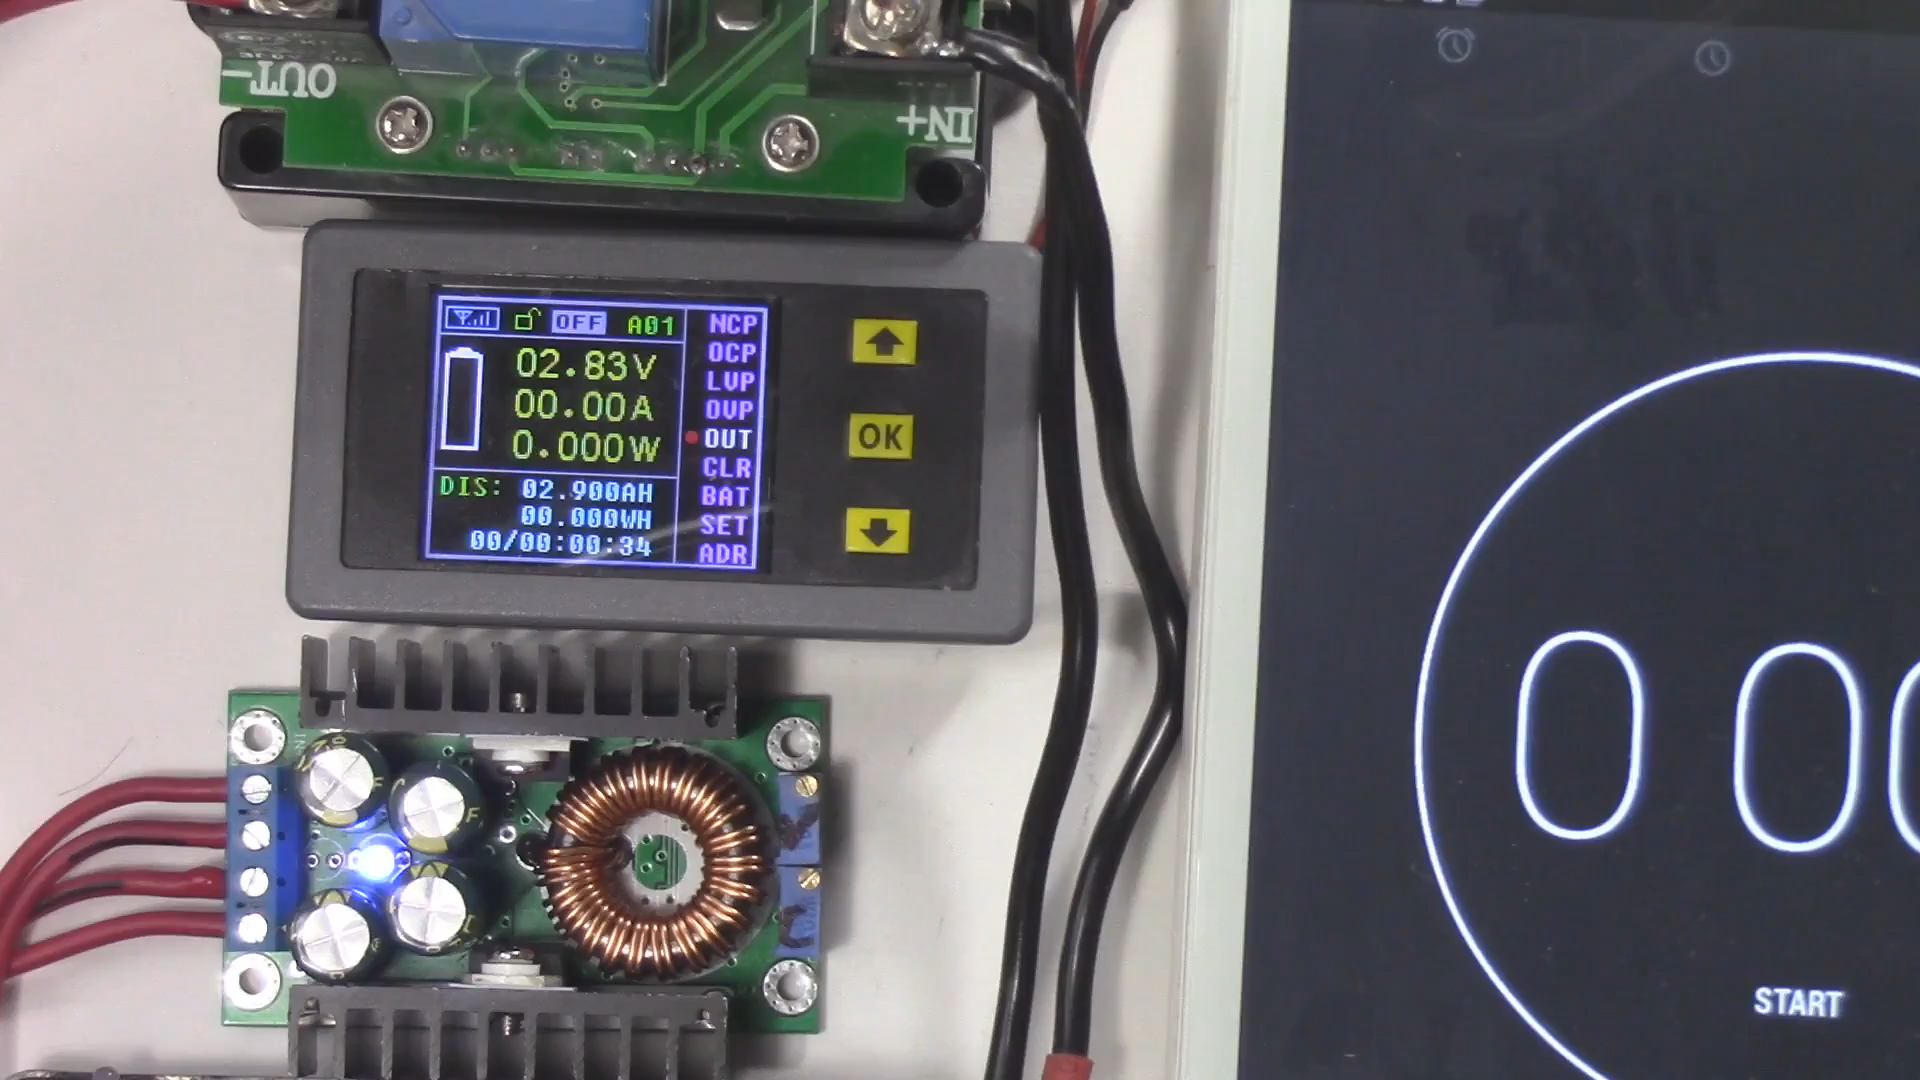 OUT-
IN+
OFF A01
02.83V
00.00A
0.000W
DIS: 02.900AH
00.000WH
00/00:00:34
NCP
OCP
LVP
OVP
OUT
CLR
BAT
SET
ADR
OK
0 00
START